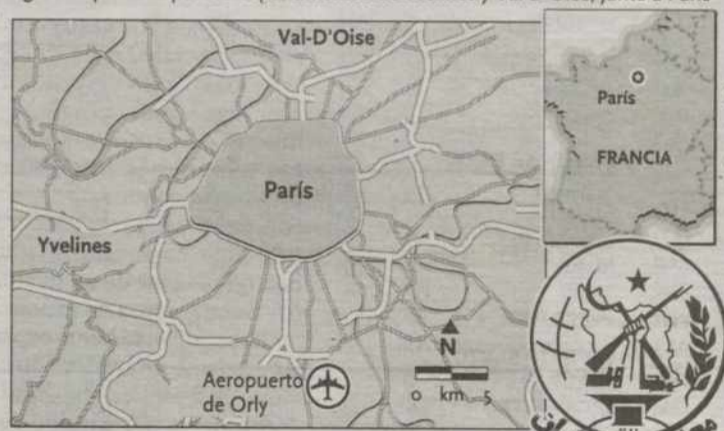 Val-D'Oise
París
Yvelines
Aeropuerto
de Orly
N
0 km 5
París
FRANCIA